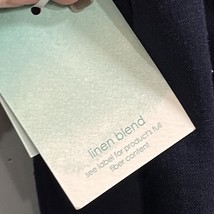 linen blend
see label for product's full
fiber content